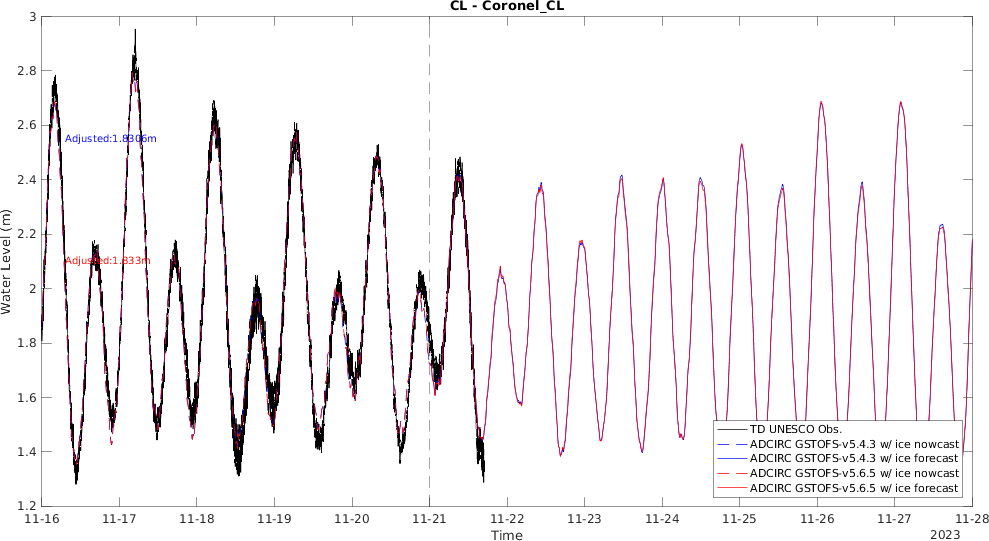 CL - Coronel_CL
3
2.8
2.6
2.4
2.2
2
1.8
1.6
1.4
1.2
Water Level (m)
Adjusted:1.8306m
Adjusted:1.833m
TD UNESCO Obs.
ADCIRC GSTOFS-v5.4.3 w/ ice nowcast
ADCIRC GSTOFS-v5.4.3 w/ ice forecast
ADCIRC GSTOFS-v5.6.5 w/ ice nowcast
ADCIRC GSTOFS-v5.6.5 w/ ice forecast
11-16 11-17 11-18 11-19 11-20 11-21 11-22 11-23 11-24 11-25 11-26 11-27 11-28
Time
2023